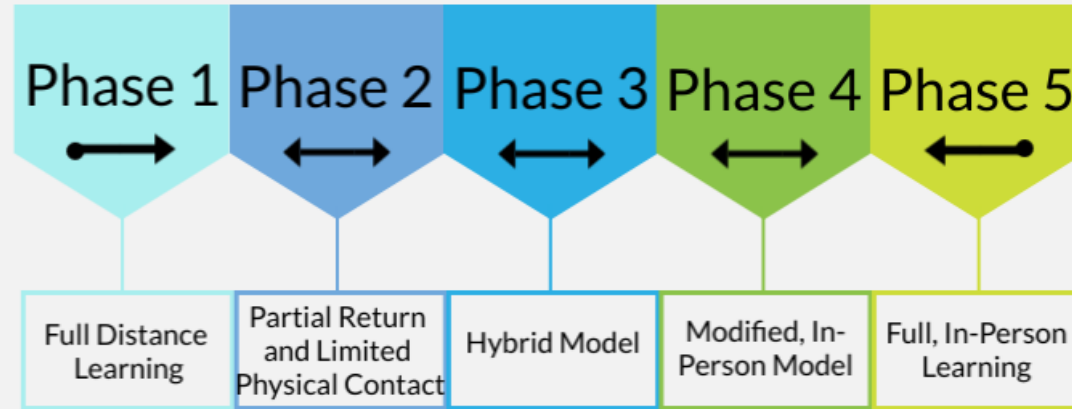 Phase 1
Phase 2
Phase 3
Phase 4
Phase 5
Full Distance
Learning
Partial Return
and Limited
Physical Contact
Hybrid Model
Modified, In-
Person Model
Full, In-Person
Learning